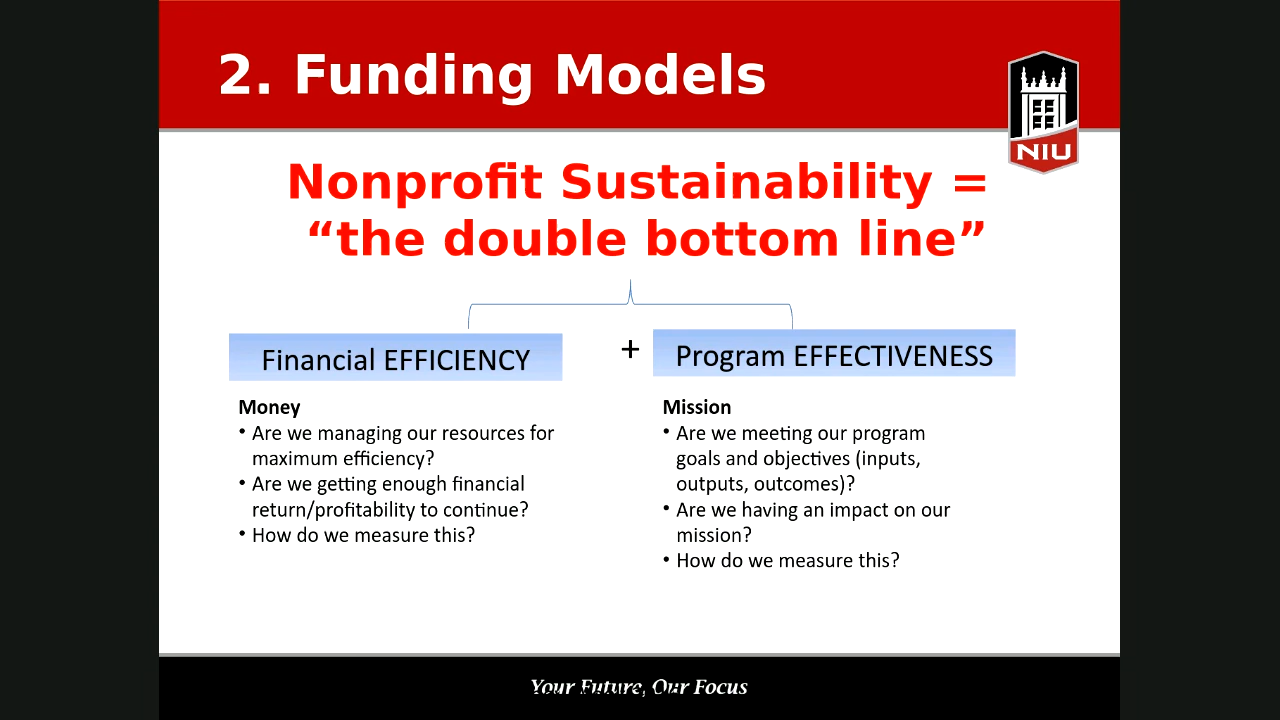 2. Funding Models
NIU
Nonprofit Sustainability =
“the double bottom line”
Financial EFFICIENCY
+
Program EFFECTIVENESS
Money
• Are we managing our resources for
maximum efficiency?
• Are we getting enough financial
return/profitability to continue?
• How do we measure this?
Mission
• Are we meeting our program
goals and objectives (inputs,
outputs, outcomes)?
• Are we having an impact on our
mission?
• How do we measure this?
Your Future, Our Focus